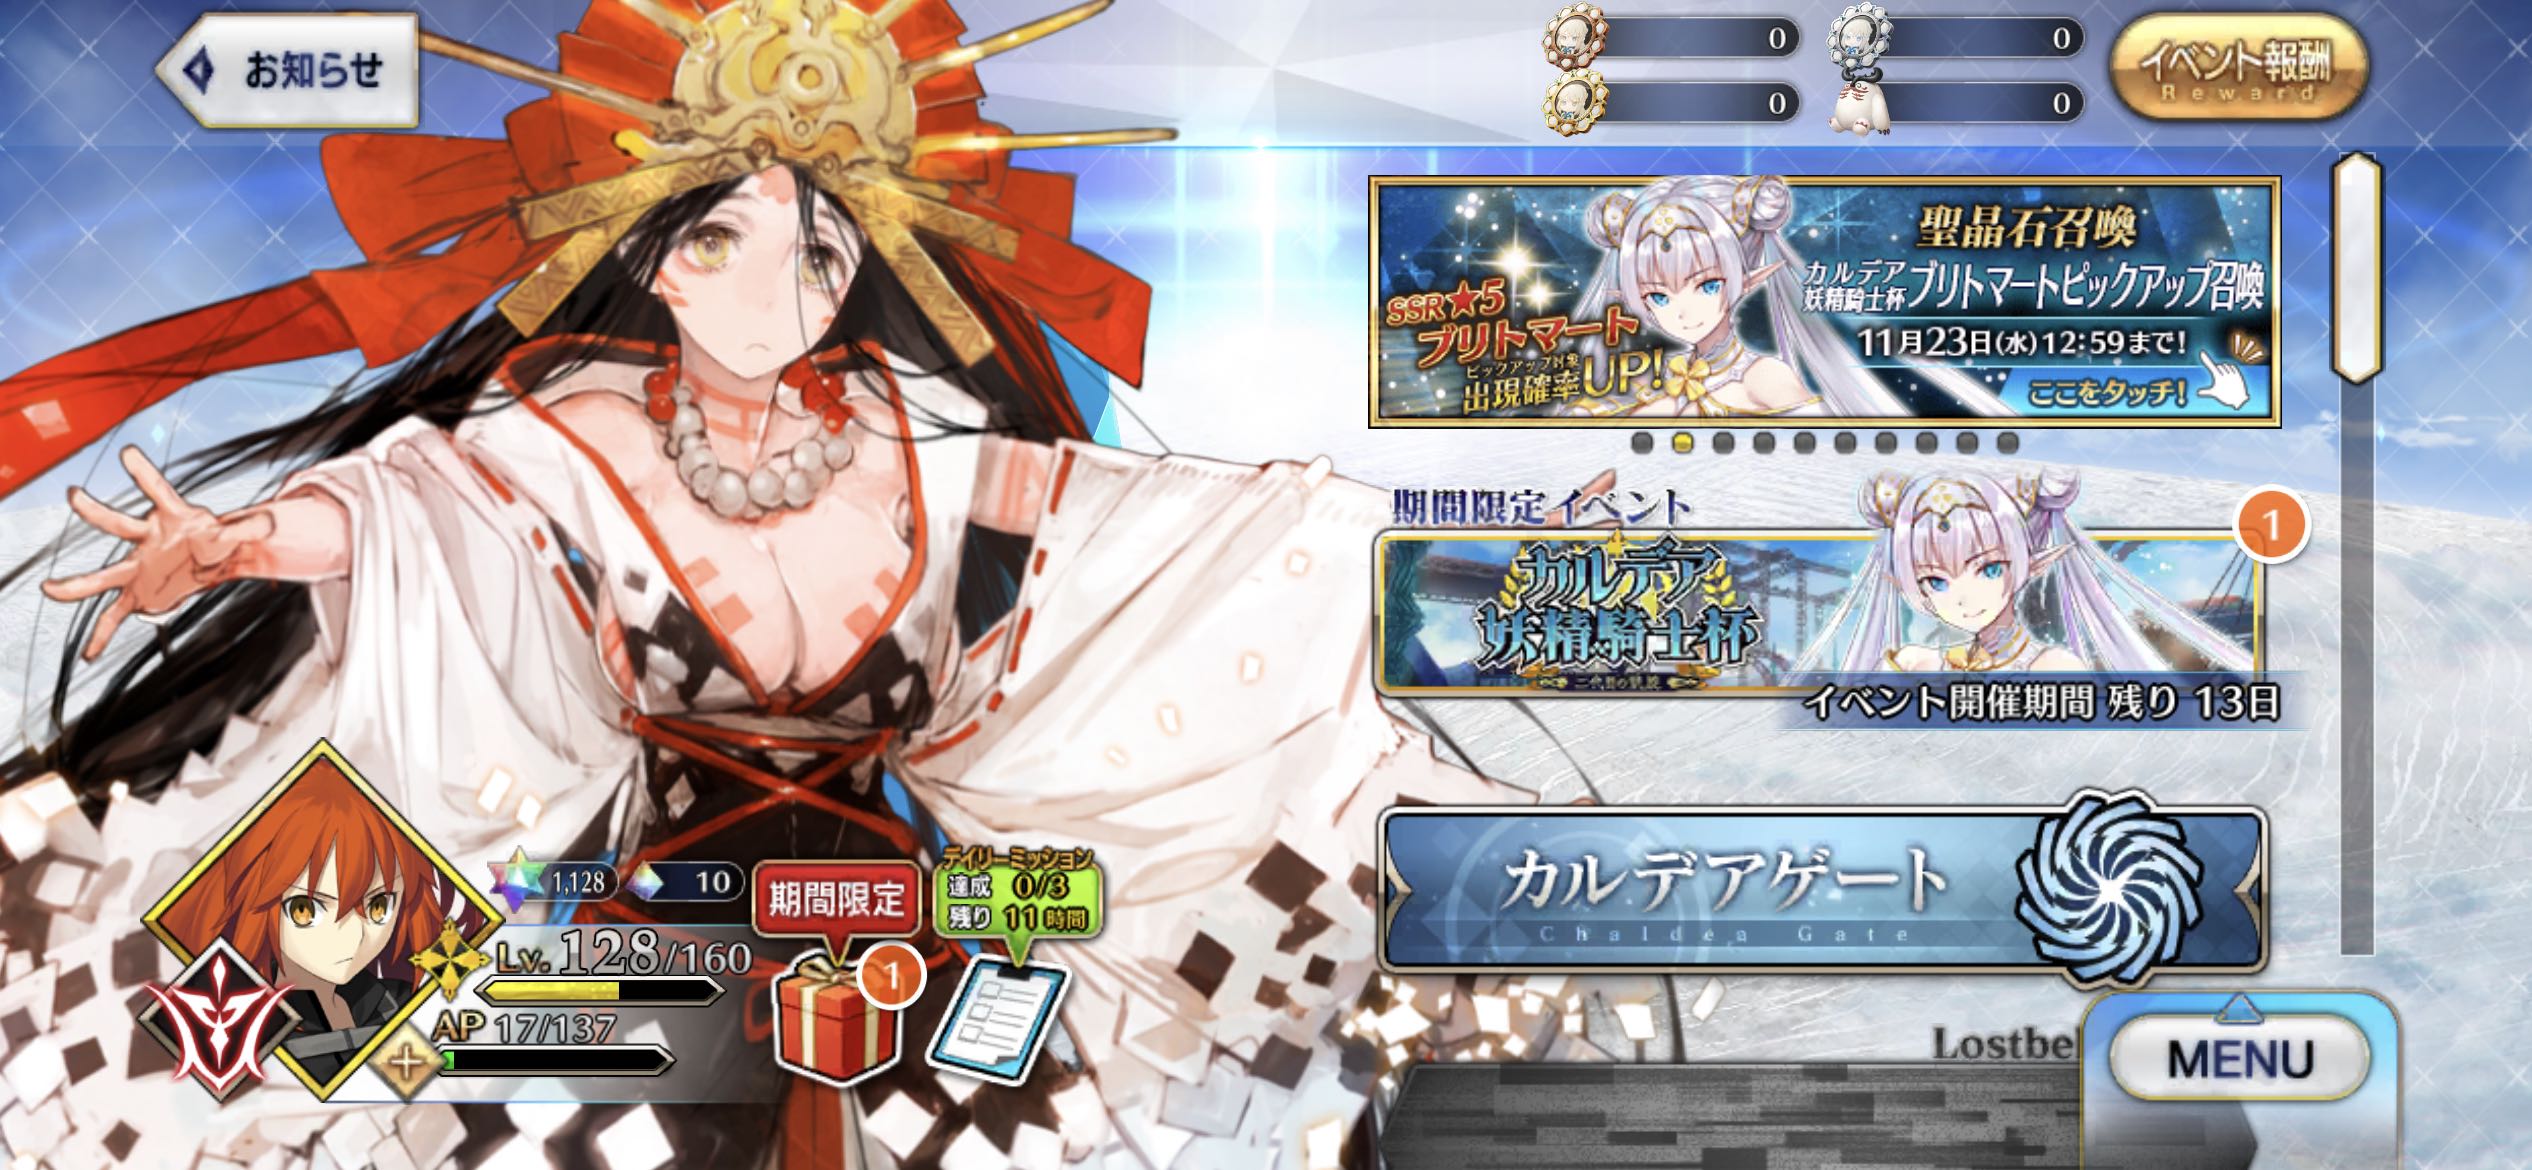 お知らせ
0
0
0
0
イベント報酬
Reward
聖晶石召喚
カルデア
妖精騎士杯
ブリトマートピックアップ召喚
SSR★5
ブリトマート
ピックアップ対象
出現確率UP!
11月23日(水)12:59まで!
ここをタッチ!
期間限定イベント
1
カルデア
妖精騎士杯
イベント開催期間 残り 13日
カルデアゲート
Chaldea Gate
1,128
10
期間限定
デイリーミッション
達成 0/3
残り 11時間
Lv. 128/160
1
AP 17/137
Lostbel
MENU